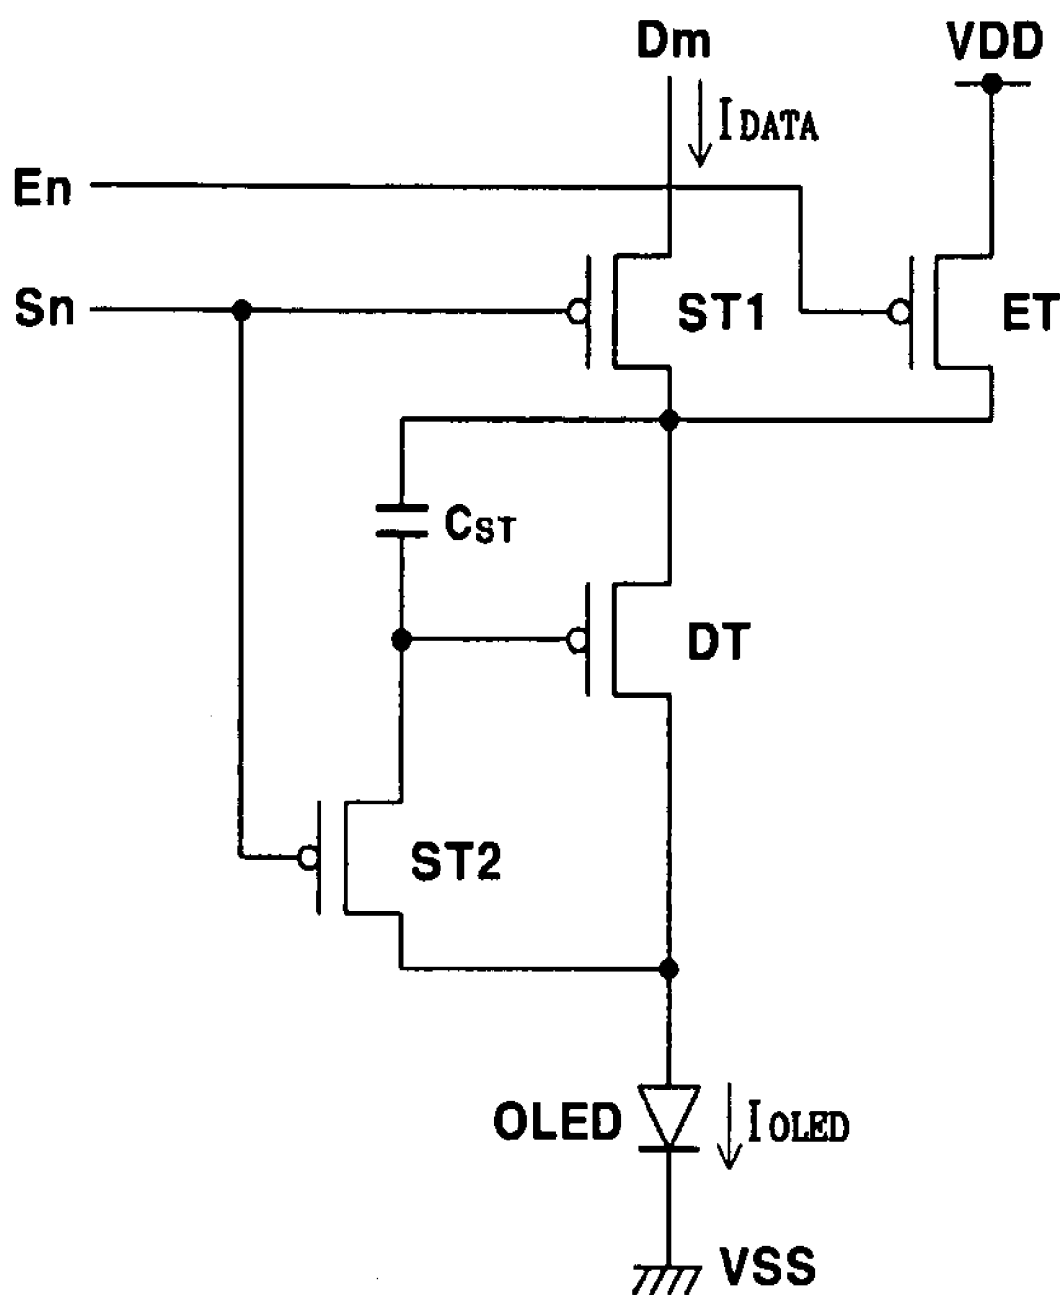 Dm
VDD
IDATA
En
Sn
ST1
ET
CST
DT
ST2
OLED
IOLED
VSS